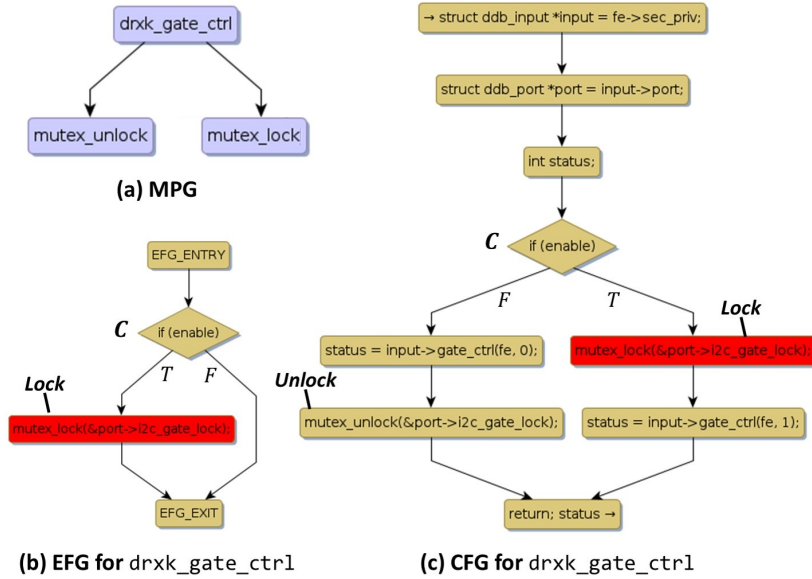 drxk_gate_ctrl
mutex_unlock
mutex_lock
(a) MPG
EFG_ENTRY
C
if (enable)
T
F
Lock
mutex_lock(&port->i2c_gate_lock);
EFG_EXIT
(b) EFG for drxk_gate_ctrl
→ struct ddb_input *input = fe->sec_priv;
struct ddb_port *port = input->port;
int status;
C
if (enable)
F
T
Lock
status = input->gate_ctrl(fe, 0);
mutex_lock(&port->i2c_gate_lock);
Unlock
mutex_unlock(&port->i2c_gate_lock);
status = input->gate_ctrl(fe, 1);
return; status →
(c) CFG for drxk_gate_ctrl